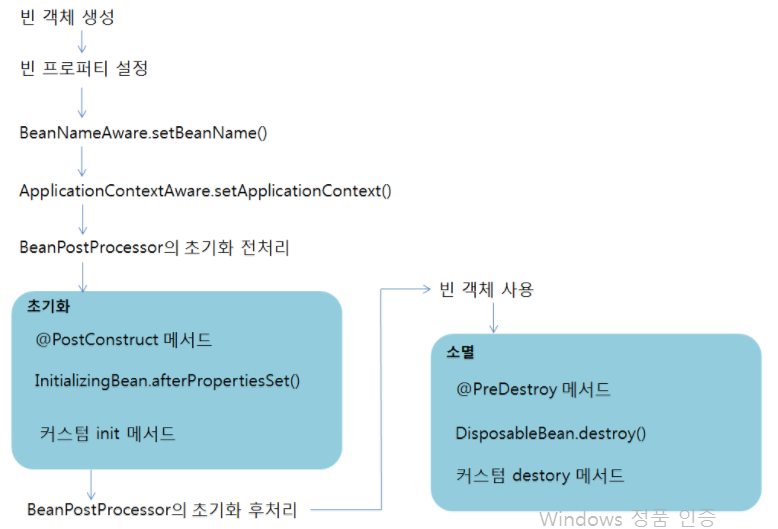 빈 객체 생성
빈 프로퍼티 설정
BeanNameAware.setBeanName()
ApplicationContextAware.setApplicationContext()
BeanPostProcessor의 초기화 전처리
초기화
@PostConstruct 메서드
InitializingBean.afterPropertiesSet()
커스텀 init 메서드
BeanPostProcessor의 초기화 후처리
빈 객체 사용
소멸
@PreDestroy 메서드
DisposableBean.destroy()
커스텀 destory 메서드
Windows 정품 인증